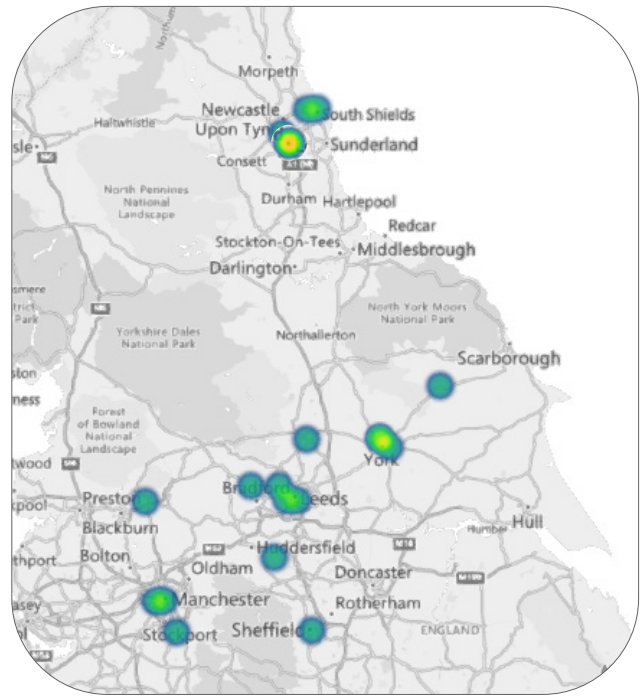 Morpeth
Newcastle
Upon Tyn
South Shields
Haltwhistle
Sunderland
Consett
North Pennines
National
Landscape
Durham
Hartlepool
Redcar
Stockton-On-Tees
Middlesbrough
Darlington
North York Moors
National Park
Yorkshire Dales
National Park
Northallerton
Scarborough
Forest
of Bowland
National
Landscape
York
Preston
Bradford
Leeds
Blackburn
Humber
Hull
Bolton
Huddersfield
Oldham
Doncaster
Manchester
Rotherham
Stockport
Sheffield
ENGLAND